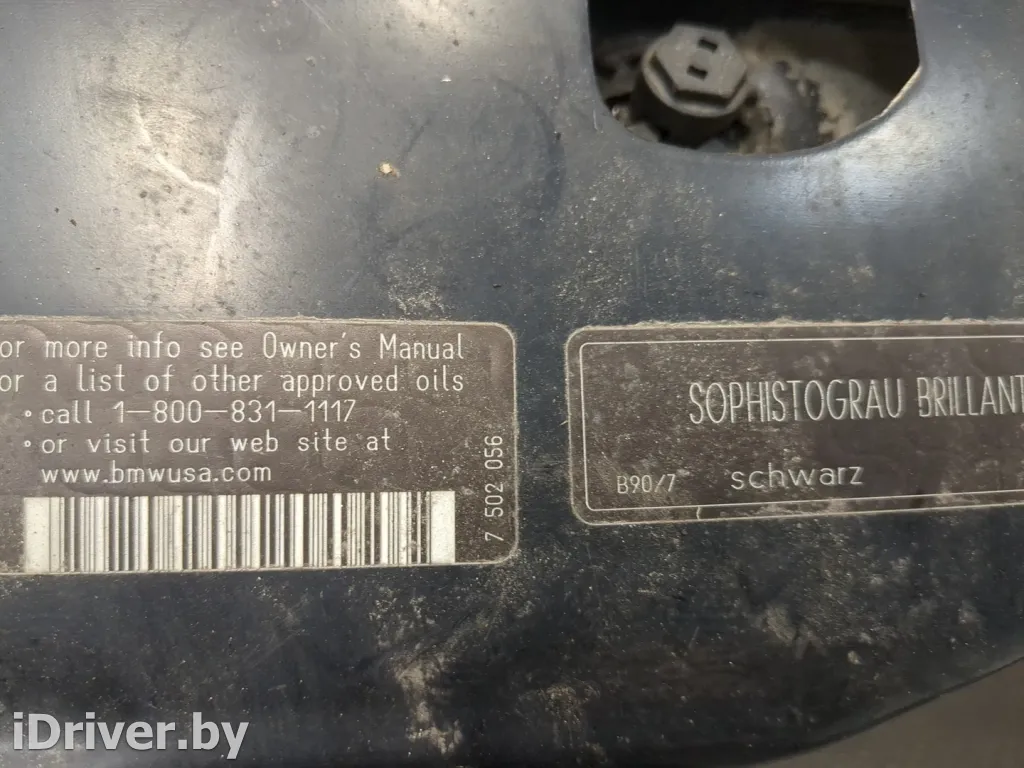 or more info see Owner's Manual
or a list of other approved oils
• call 1-800-831-1117
• or visit our web site at
www.bmwusa.com
7 502 056
SOPHISTOGRAU BRILLANT
B90/7 schwarz
iDriver.by